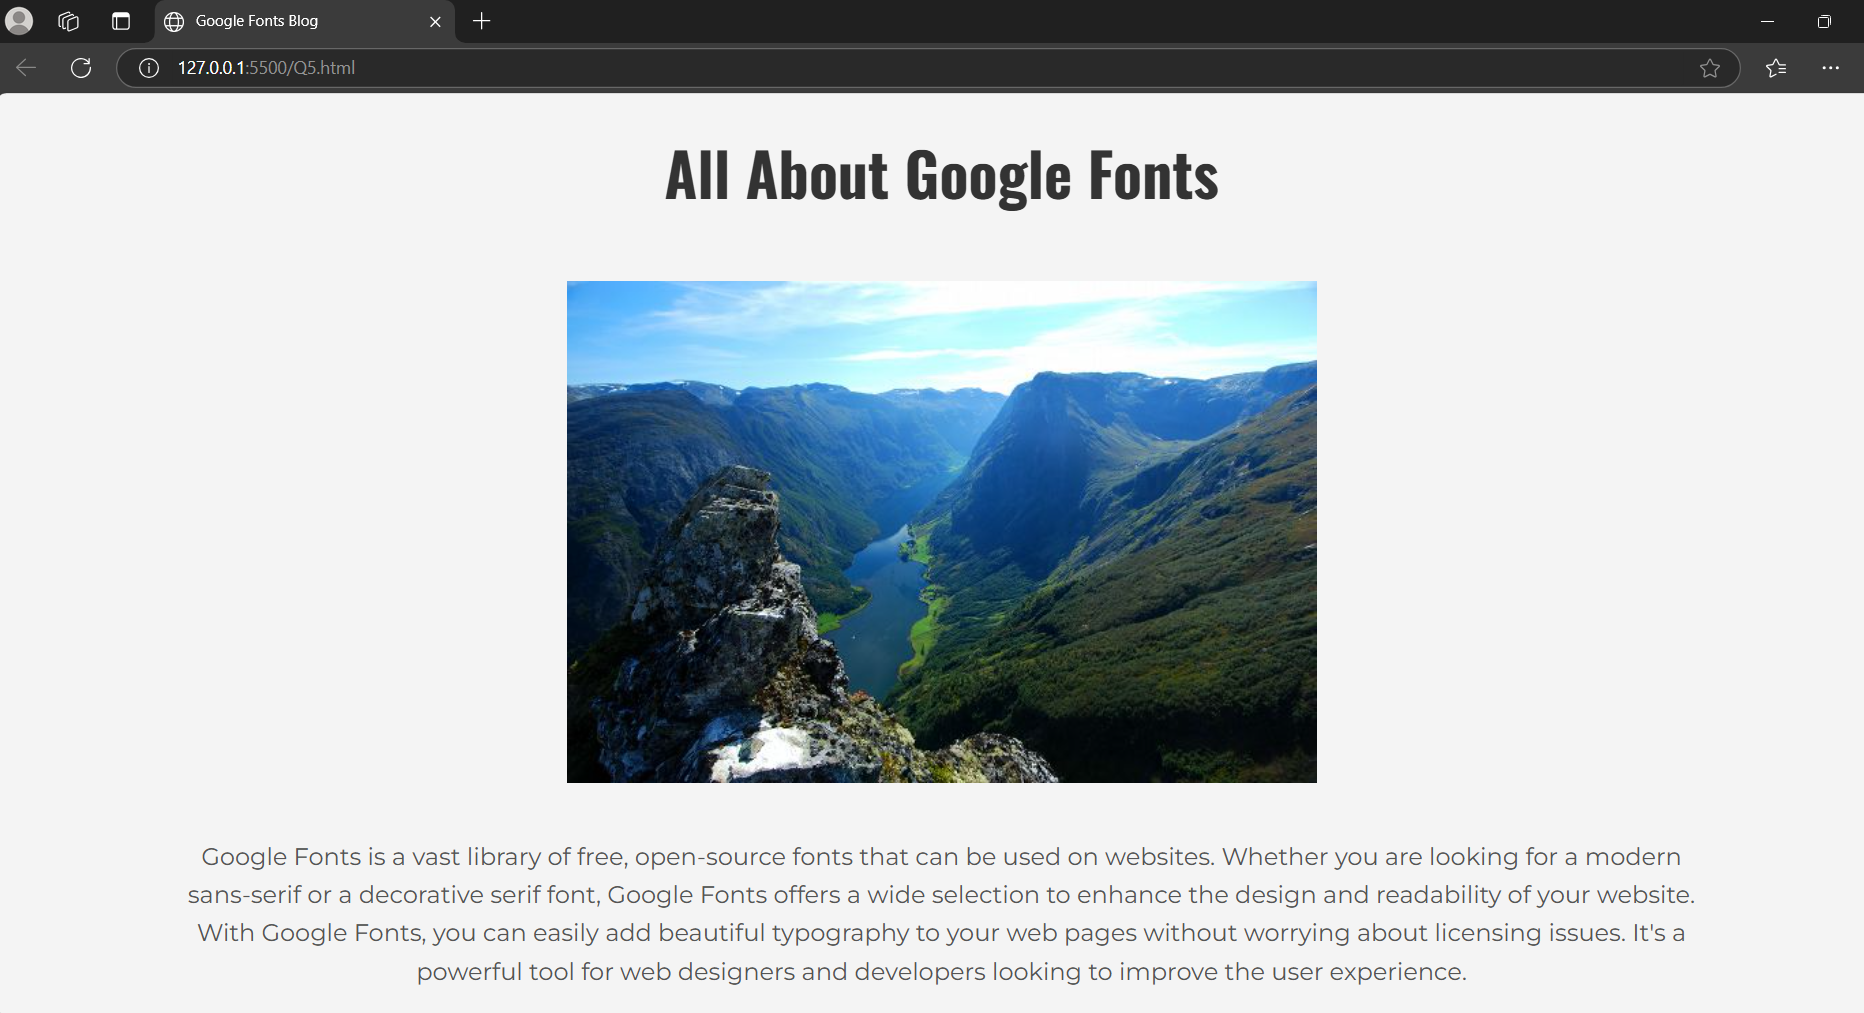 Google Fonts Blog
127.0.0.1:5500/Q5.html
All About Google Fonts
Google Fonts is a vast library of free, open-source fonts that can be used on websites. Whether you are looking for a modern
sans-serif or a decorative serif font, Google Fonts offers a wide selection to enhance the design and readability of your website.
With Google Fonts, you can easily add beautiful typography to your web pages without worrying about licensing issues. It's a
powerful tool for web designers and developers looking to improve the user experience.